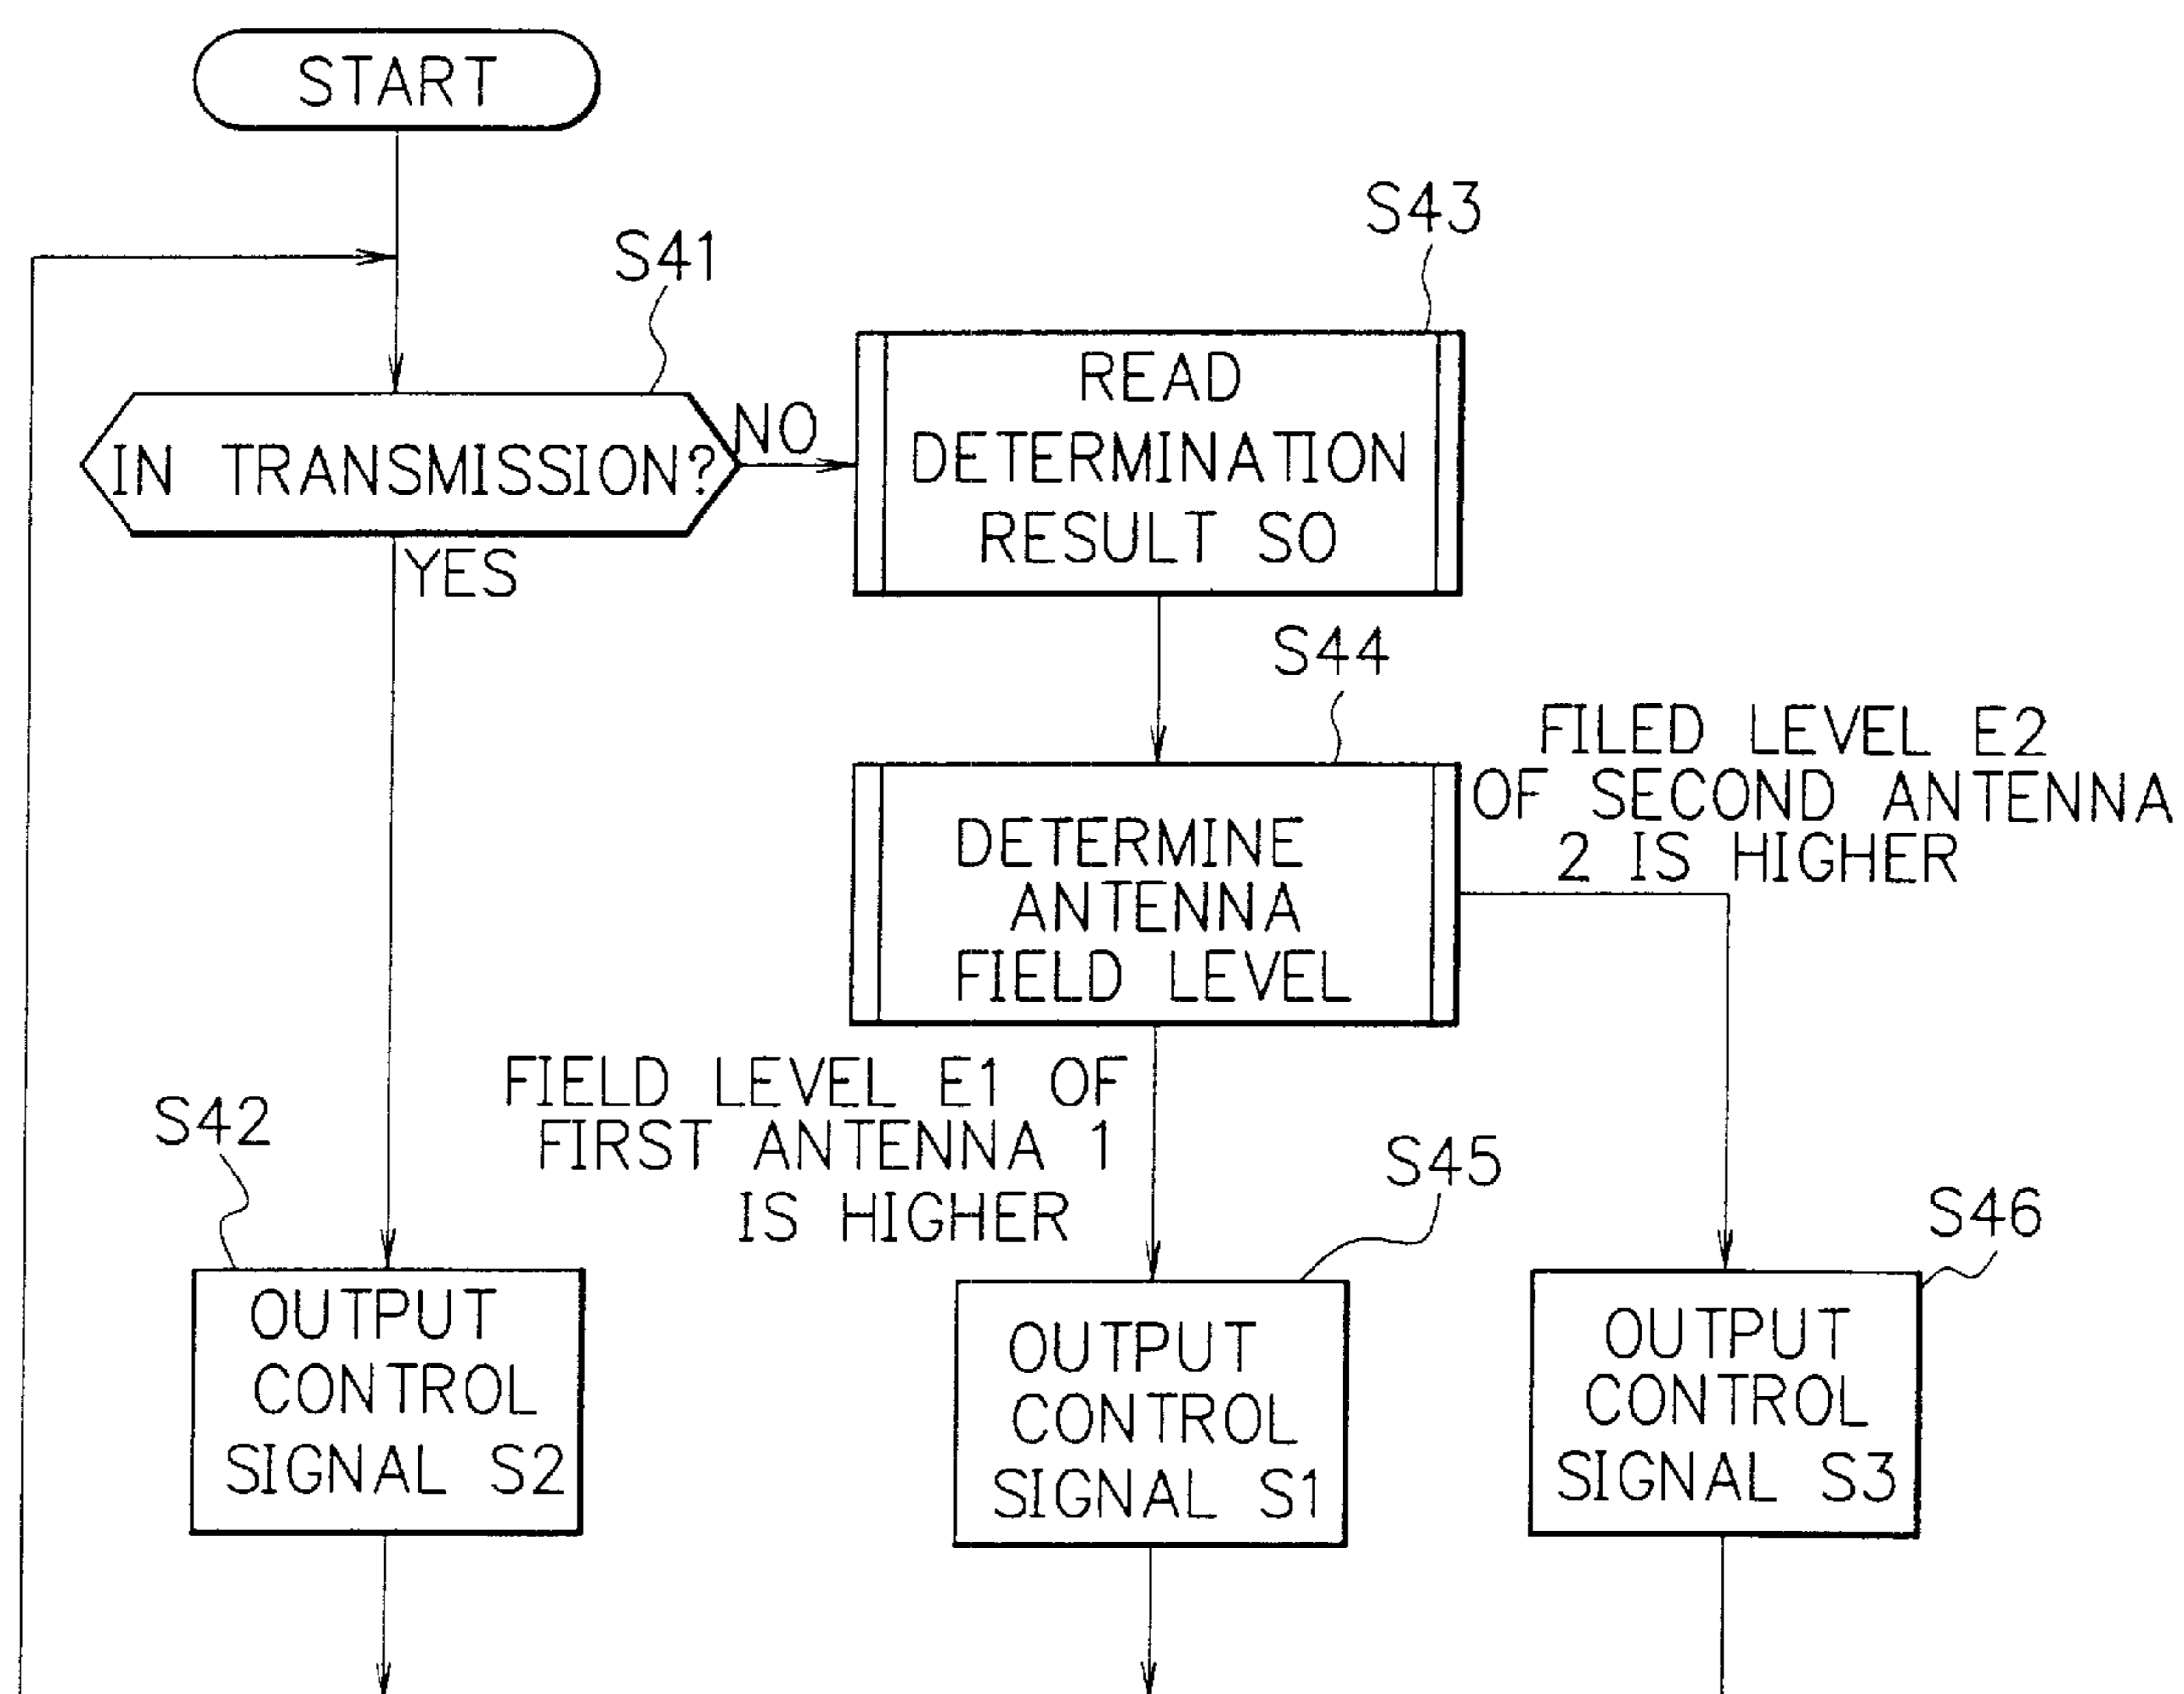 START
S41
S43
IN TRANSMISSION?
NO
YES
READ
DETERMINATION
RESULT S0
S44
DETERMINE
ANTENNA
FIELD LEVEL
FILED LEVEL E2
OF SECOND ANTENNA
2 IS HIGHER
FIELD LEVEL E1 OF
FIRST ANTENNA 1
IS HIGHER
S42
OUTPUT
CONTROL
SIGNAL S2
S45
OUTPUT
CONTROL
SIGNAL S1
S46
OUTPUT
CONTROL
SIGNAL S3